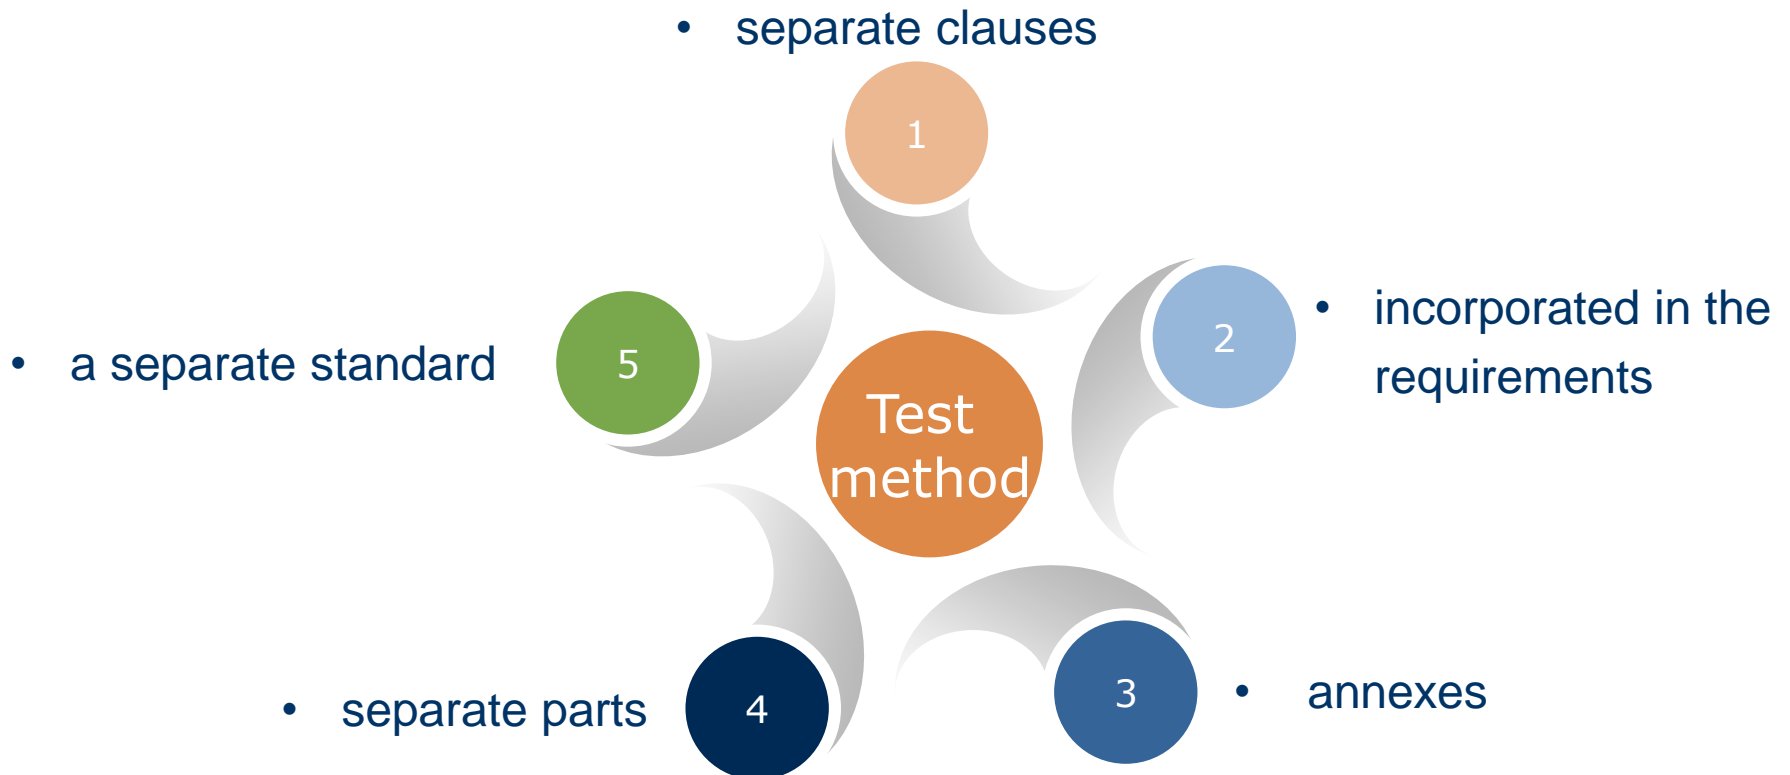 • separate clauses
1
2
• incorporated in the
requirements
• a separate standard
5
Test
method
3
• annexes
• separate parts
4